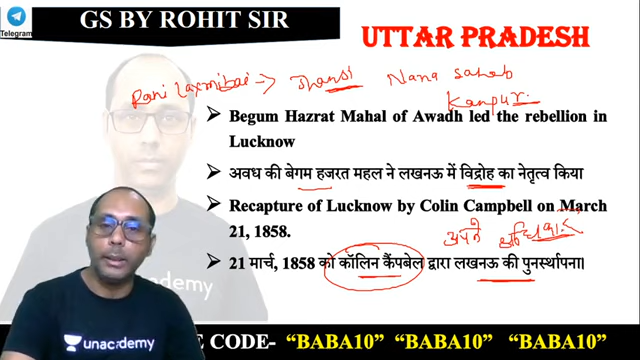 Telegram
GS BY ROHIT SIR
UTTAR PRADESH
Rani Laxmibai → Jhansi Nana Sahab
Kanpur
➤ Begum Hazrat Mahal of Awadh led the rebellion in
Lucknow
➤ अवध की बेगम हजरत महल ने लखनऊ में विद्रोह का नेतृत्व किया
➤ Recapture of Lucknow by Colin Campbell on March
21, 1858.
अपने
➤ 21 मार्च, 1858 को कॉलिन कैंपबेल द्वारा लखनऊ की पुनर्स्थापना।
unacademy
E CODE- “BABA10” “BABA10” “BABA10”